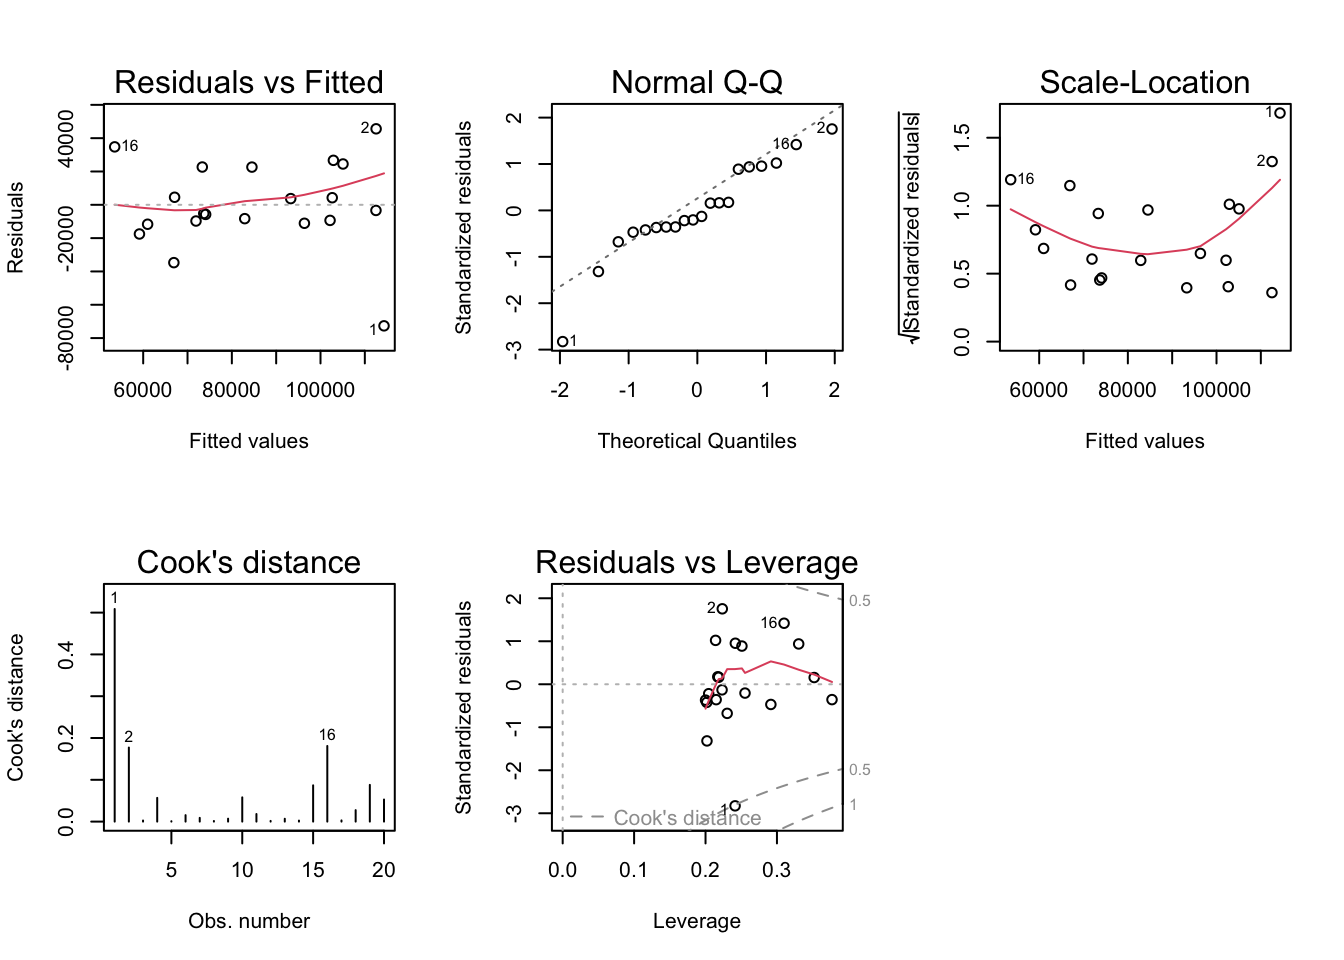 Residuals vs Fitted
Residuals
40000
-20000
-80000
16
2
1
60000 80000 100000
Fitted values
Normal Q-Q
Standardized residuals
2
1
0
-1
-2
-3
16
2
1
-2 -1 0 1 2
Theoretical Quantiles
Scale-Location
√|Standardized residuals|
1.5
1.0
0.5
0.0
1
2
16
60000 80000 100000
Fitted values
Cook's distance
Cook's distance
0.4
0.2
0.0
1
2
16
5 10 15 20
Obs. number
Residuals vs Leverage
Standardized residuals
2
1
0
-1
-2
-3
2
16
1
0.5
0.5
1
Cook's distance
0.0 0.1 0.2 0.3
Leverage